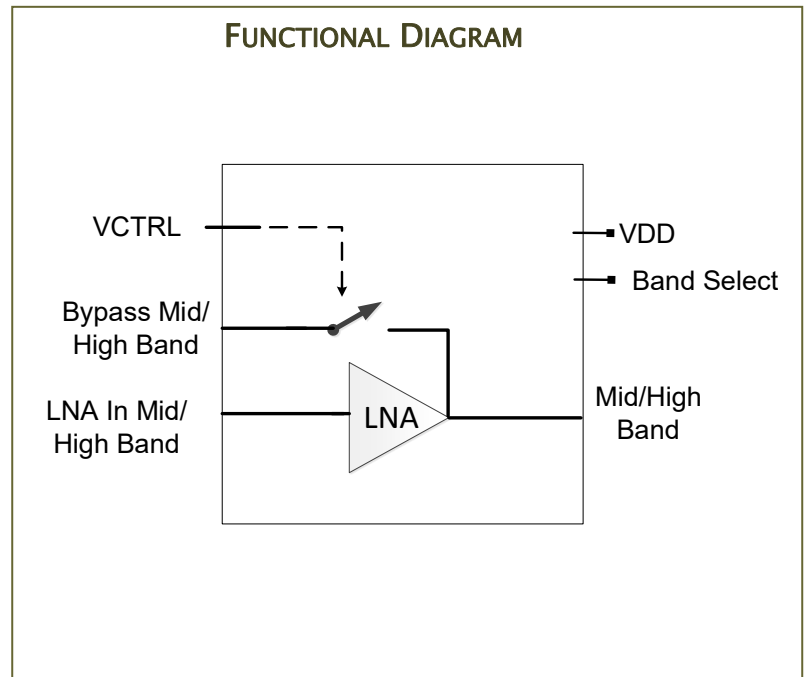 FUNCTIONAL DIAGRAM
VCTRL
VDD
Band Select
Bypass Mid/
High Band
LNA In Mid/
High Band
LNA
Mid/High
Band